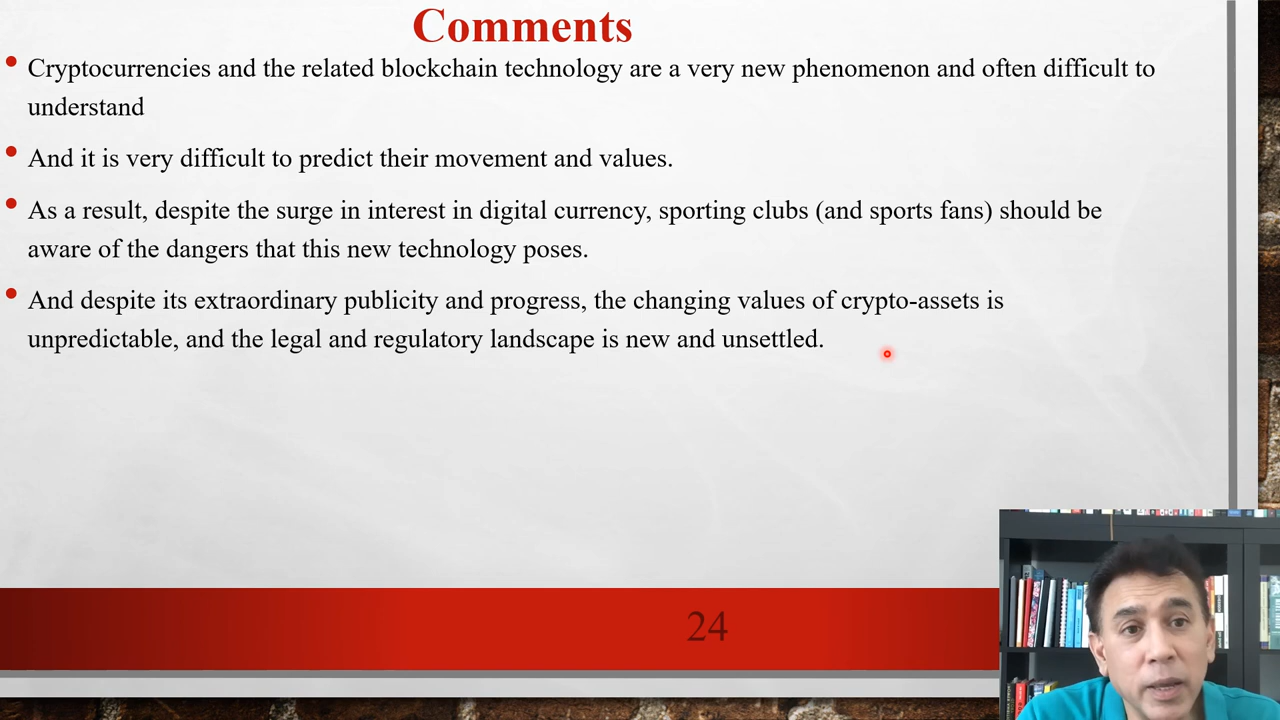 Comments
• Cryptocurrencies and the related blockchain technology are a very new phenomenon and often difficult to
understand
• And it is very difficult to predict their movement and values.
• As a result, despite the surge in interest in digital currency, sporting clubs (and sports fans) should be
aware of the dangers that this new technology poses.
• And despite its extraordinary publicity and progress, the changing values of crypto-assets is
unpredictable, and the legal and regulatory landscape is new and unsettled.
24